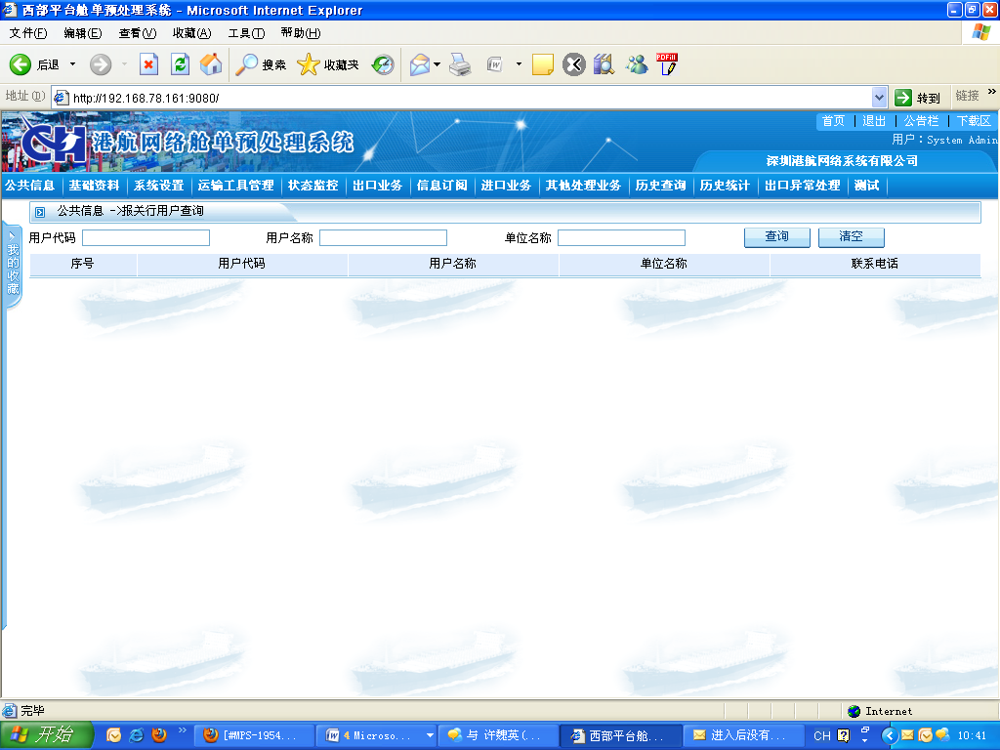 西部平台舱单预处理系统 - Microsoft Internet Explorer
文件(F) 编辑(E) 查看(V) 收藏(A) 工具(T) 帮助(H)
后退 搜索 收藏夹
地址(D) http://192.168.78.161:9080/ 转到 链接 »
CH 港航网络舱单预处理系统
首页 | 退出 | 公告栏 | 下载区
用户：System Admin
深圳港航网络系统有限公司
公共信息 基础资料 系统设置 运输工具管理 状态监控 出口业务 信息订阅 进口业务 其他处理业务 历史查询 历史统计 出口异常处理 测试
公共信息 ->报关行用户查询
我的收藏
用户代码 用户名称 单位名称 查询 清空
序号 用户代码 用户名称 单位名称 联系电话
完毕 Internet
开始 » [#MPS-1954... 4 Microso... 与 许魏英(... 西部平台舱... 进入后没有... CH 10:41